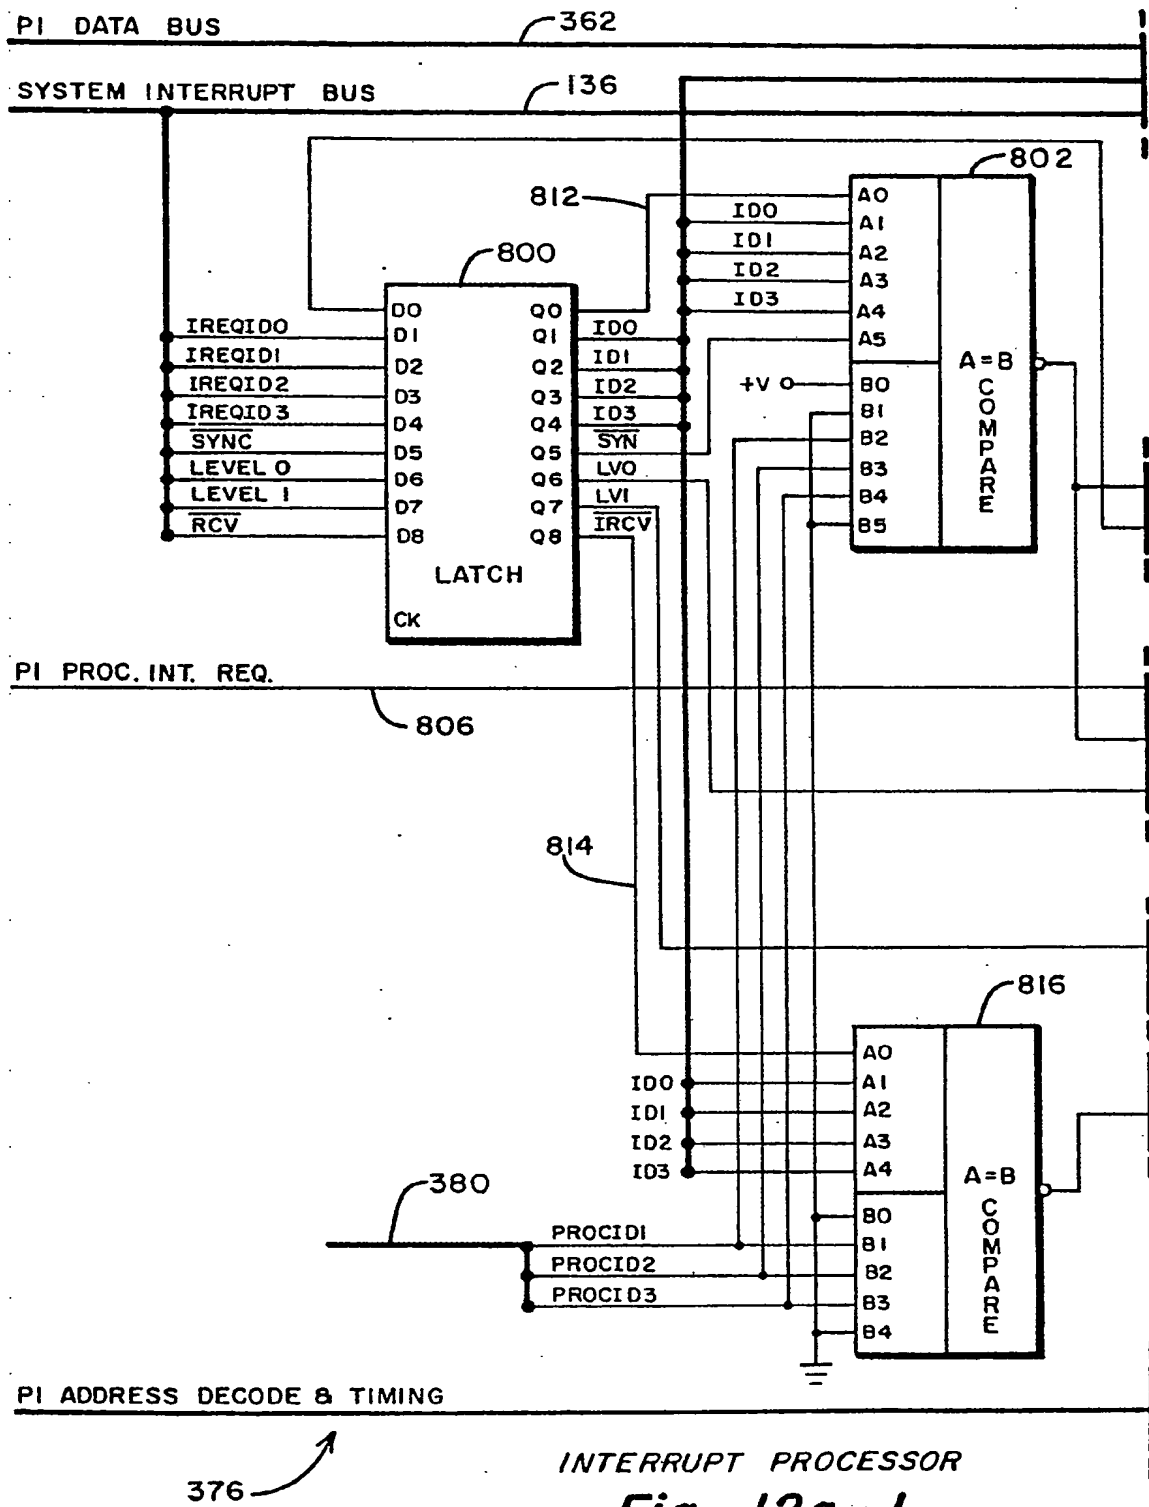 PI DATA BUS
362
SYSTEM INTERRUPT BUS
136
802
812
800
A0
ID0 A1
ID1 A2
ID2 A3
ID3 A4
A5
A=B
COMPARE
+V B0
B1
B2
B3
B4
B5
D0 Q0
IREQID0 D1 Q1 ID0
IREQID1 D2 Q2 ID1
IREQID2 D3 Q3 ID2
IREQID3 D4 Q4 ID3
SYNC D5 Q5 SYN
LEVEL 0 D6 Q6 LV0
LEVEL 1 D7 Q7 LV1
RCV D8 Q8 IRCV
LATCH
CK
PI PROC. INT. REQ.
806
814
816
A0
ID0 A1
ID1 A2
ID2 A3
ID3 A4
A=B
COMPARE
B0
380
PROCID1 B1
PROCID2 B2
PROCID3 B3
B4
PI ADDRESS DECODE & TIMING
376
INTERRUPT PROCESSOR